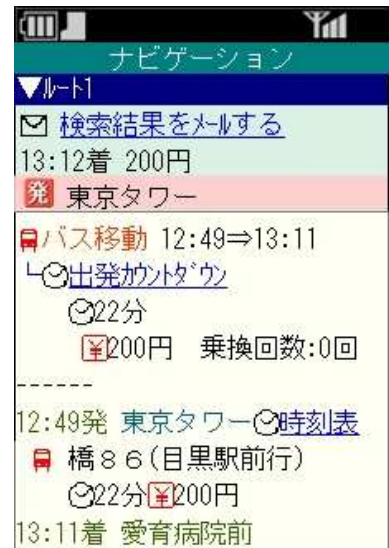 ナビゲーション
▼ﾙｰﾄ1
検索結果をﾒｰﾙする
13:12着 200円
発 東京タワー
バス移動 12:49⇒13:11
└出発ｶｳﾝﾄﾀﾞｳﾝ
22分
¥200円 乗換回数:0回
------
12:49発 東京タワー時刻表
橋86(目黒駅前行)
22分¥200円
13:11着 愛育病院前